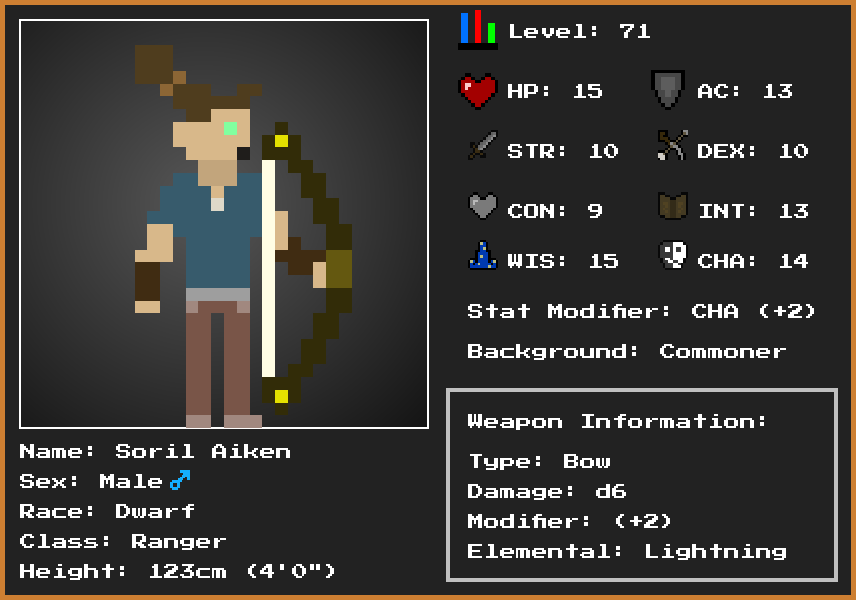 Level: 71
HP: 15
AC: 13
STR: 10
DEX: 10
CON: 9
INT: 13
WIS: 15
CHA: 14
Stat Modifier: CHA (+2)
Background: Commoner
Weapon Information:
Type: Bow
Damage: d6
Modifier: (+2)
Elemental: Lightning
Name: Soril Aiken
Sex: Male♂
Race: Dwarf
Class: Ranger
Height: 123cm (4'0")